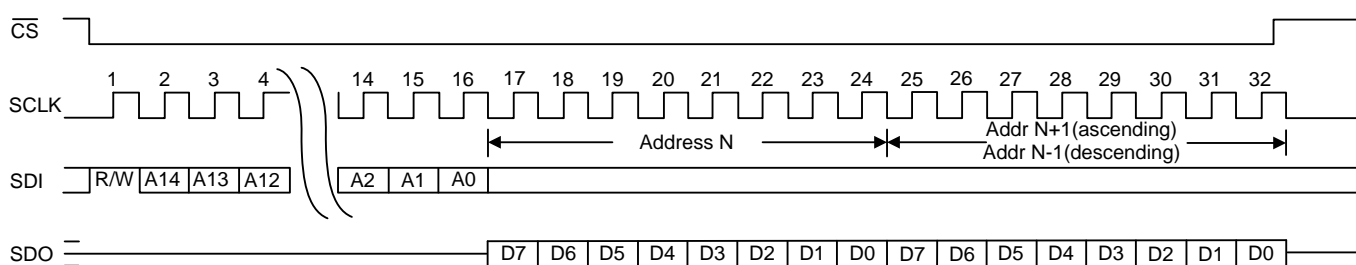 CS
1 2 3 4 14 15 16 17 18 19 20 21 22 23 24 25 26 27 28 29 30 31 32
SCLK
Address N
Addr N+1(ascending)
Addr N-1(descending)
SDI R/W A14 A13 A12 A2 A1 A0
SDO D7 D6 D5 D4 D3 D2 D1 D0 D7 D6 D5 D4 D3 D2 D1 D0